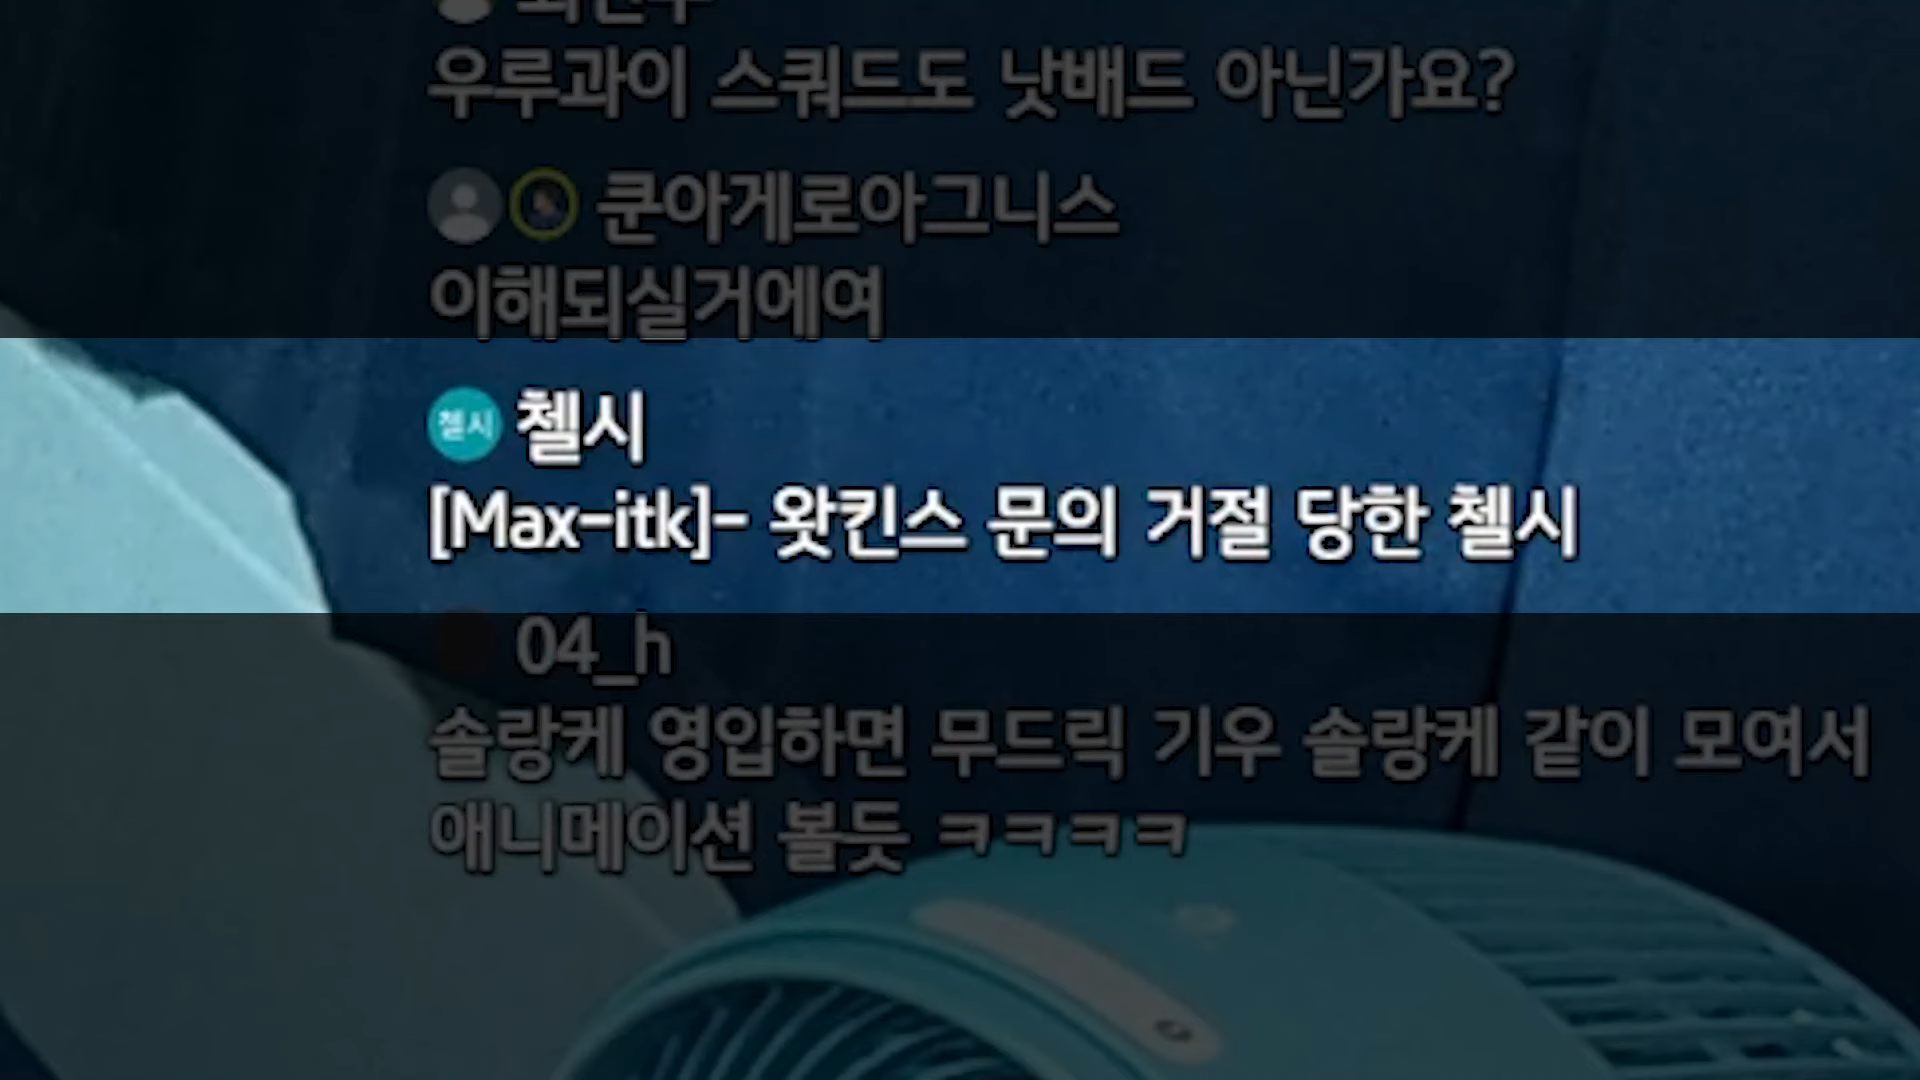 우루과이 스쿼드도 낫배드 아닌가요?
쿤아게로아그니스
이해되실거에여
첼시 첼시
[Max-itk]- 왓킨스 문의 거절 당한 첼시
04_h
솔랑케 영입하면 무드릭 기우 솔랑케 같이 모여서
애니메이션 볼듯 ㅋㅋㅋㅋ